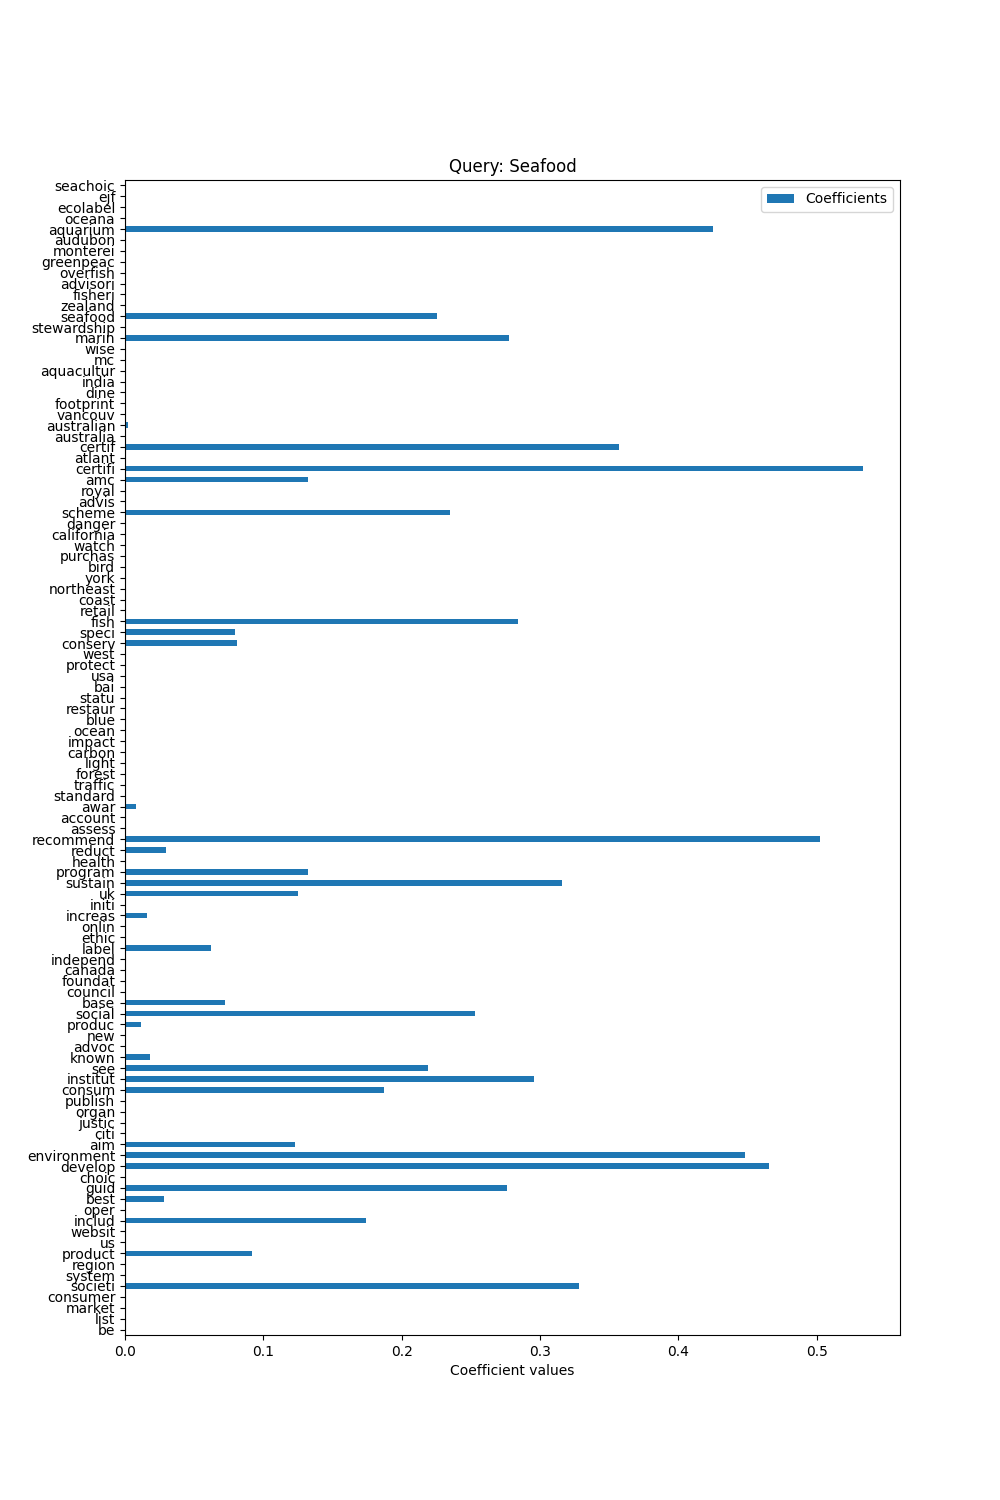 Query: Seafood
Coefficients
seachoic
ejf
ecolabel
oceana
aquarium
audubon
monterei
greenpeac
overfish
advisori
fisheri
zealand
seafood
stewardship
marin
wise
mc
aquacultur
india
dine
footprint
vancouv
australian
australia
certif
atlant
certifi
amc
royal
advis
scheme
danger
california
watch
purchas
bird
york
northeast
coast
retail
fish
speci
conserv
west
protect
usa
bai
statu
restaur
blue
ocean
impact
carbon
light
forest
traffic
standard
awar
account
assess
recommend
reduct
health
program
sustain
uk
initi
increas
onlin
ethic
label
independ
canada
foundat
council
base
social
produc
new
advoc
known
see
institut
consum
publish
organ
justic
citi
aim
environment
develop
choic
guid
best
oper
includ
websit
us
product
region
system
societi
consumer
market
list
be
0.0 0.1 0.2 0.3 0.4 0.5
Coefficient values